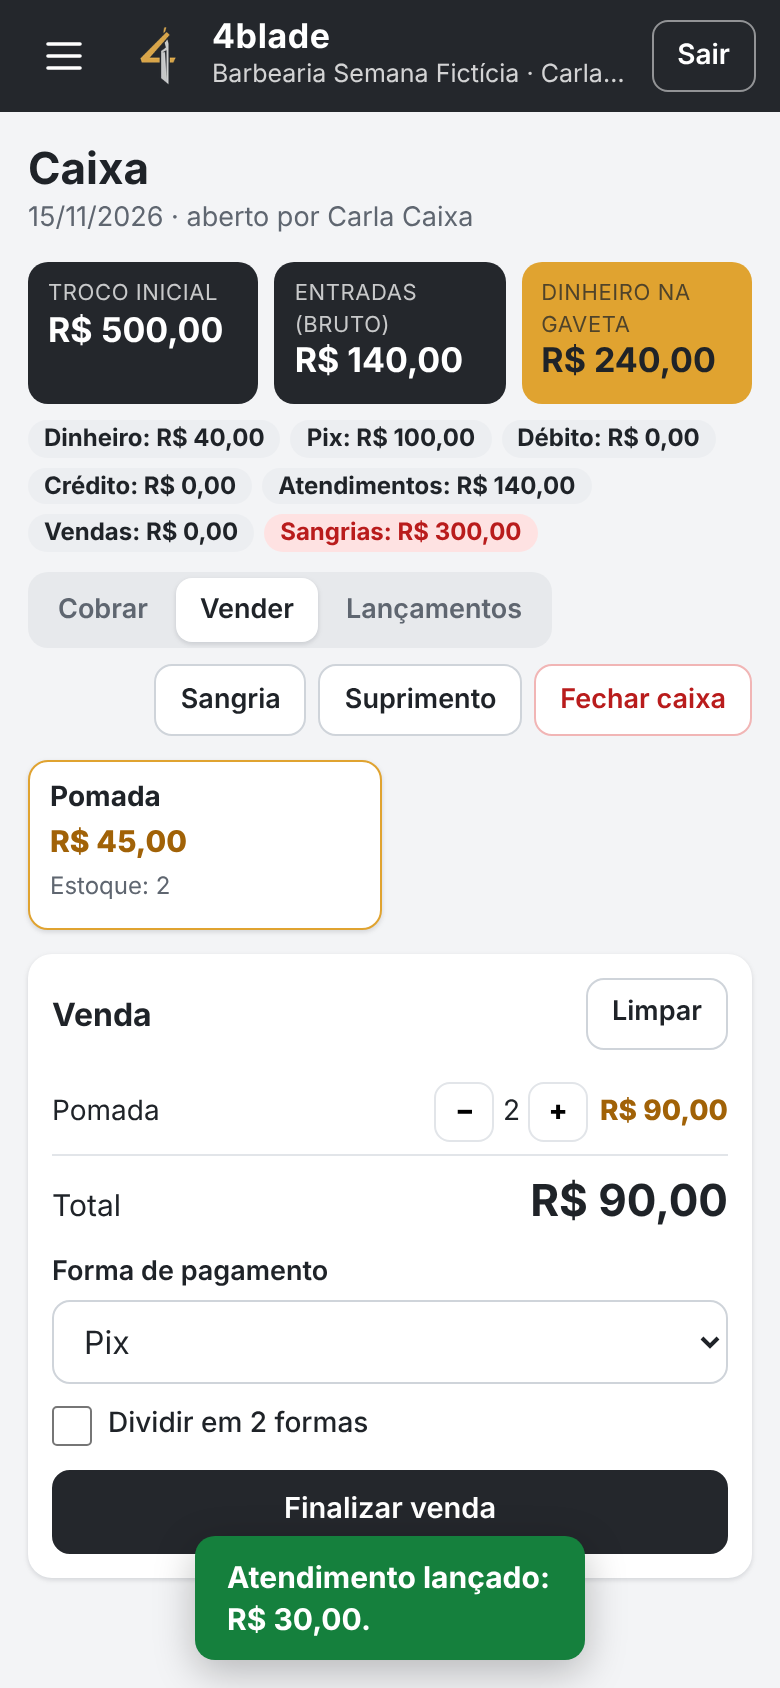 4blade
Barbearia Semana Fictícia · Carla...
Sair
Caixa
15/11/2026 · aberto por Carla Caixa
TROCO INICIAL
R$ 500,00
ENTRADAS
(BRUTO)
R$ 140,00
DINHEIRO NA
GAVETA
R$ 240,00
Dinheiro: R$ 40,00
Pix: R$ 100,00
Débito: R$ 0,00
Crédito: R$ 0,00
Atendimentos: R$ 140,00
Vendas: R$ 0,00
Sangrias: R$ 300,00
Cobrar
Vender
Lançamentos
Sangria
Suprimento
Fechar caixa
Pomada
R$ 45,00
Estoque: 2
Venda
Limpar
Pomada
− 2 + R$ 90,00
Total
R$ 90,00
Forma de pagamento
Pix
Dividir em 2 formas
Finalizar venda
Atendimento lançado:
R$ 30,00.